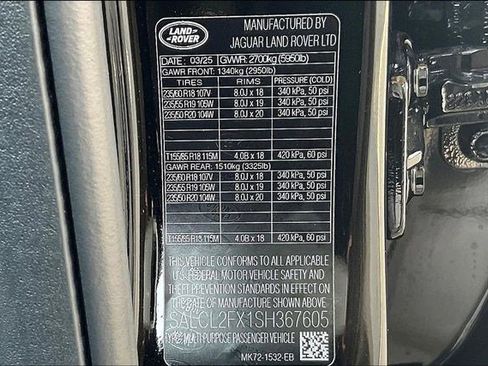 LAND ROVER
MANUFACTURED BY
JAGUAR LAND ROVER LTD
DATE: 03/25 GVWR: 2700kg (5950lb)
GAWR FRONT: 1340kg (2950lb)
TIRES RIMS PRESSURE (COLD)
235/60 R18 107V 8.0J x 18 340 kPa, 50 psi
235/55 R19 105W 8.0J x 19 340 kPa, 50 psi
235/50 R20 104W 8.0J x 20 340 kPa, 50 psi
T155/85 R18 115M 4.0B x 18 420 kPa, 60 psi
GAWR REAR: 1510kg (3325lb)
235/60 R18 107V 8.0J x 18 340 kPa, 50 psi
235/55 R19 105W 8.0J x 19 340 kPa, 50 psi
235/50 R20 104W 8.0J x 20 340 kPa, 50 psi
T155/85 R18 115M 4.0B x 18 420 kPa, 60 psi
THIS VEHICLE CONFORMS TO ALL APPLICABLE
U.S. FEDERAL MOTOR VEHICLE SAFETY AND
THEFT PREVENTION STANDARDS IN EFFECT ON
THE DATE OF MANUFACTURE SHOWN ABOVE
SALCL2FX1SH367605
TYPE: MULTI-PURPOSE PASSENGER VEHICLE
MK72-1532-EB